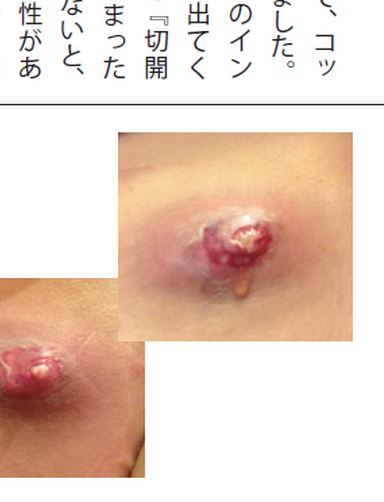 、コッ
ました。
のイン
出てく
『切開
まった
ないと、
性があ